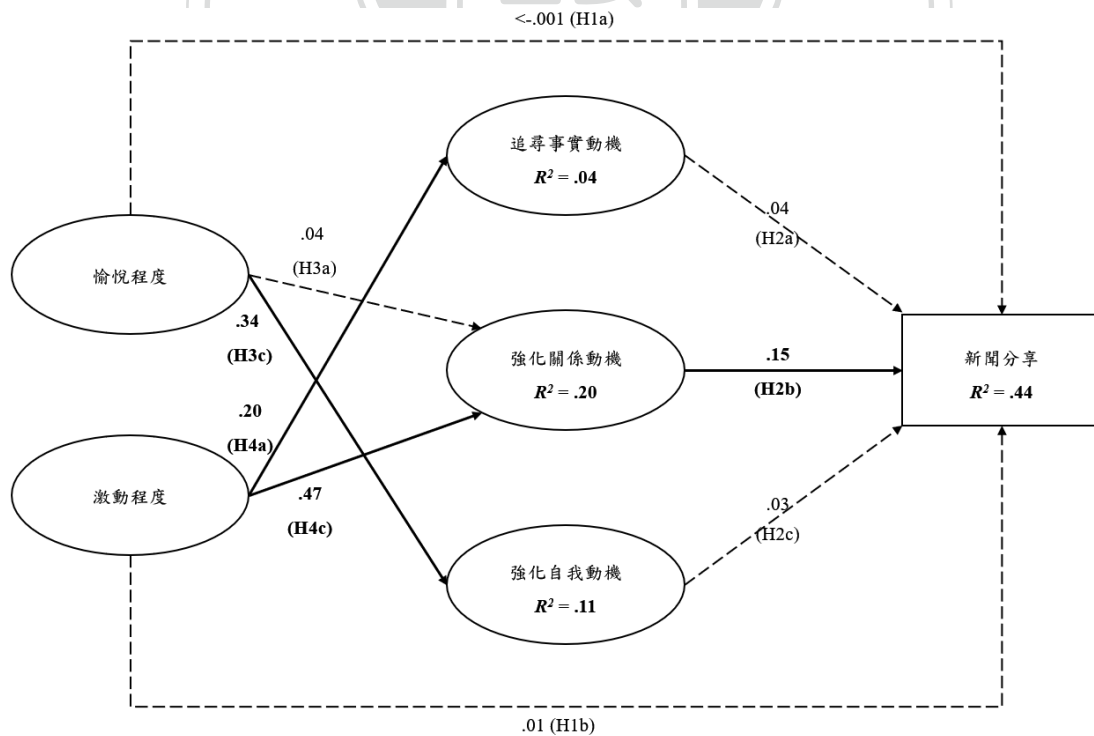 <-.001 (H1a)
追尋事實動機
R² = .04
.04
(H2a)
.04
(H3a)
愉悅程度
.34
(H3c)
強化關係動機
R² = .20
.15
(H2b)
新聞分享
R² = .44
.20
(H4a)
激動程度
.47
(H4c)
.03
(H2c)
強化自我動機
R² = .11
.01 (H1b)